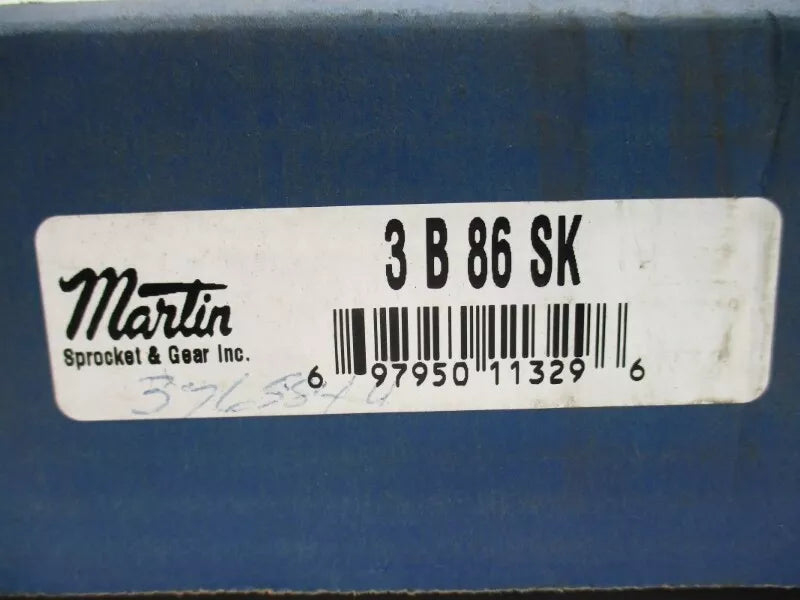 3 B 86 SK
Martin
Sprocket & Gear Inc.
6 97950 11329 6